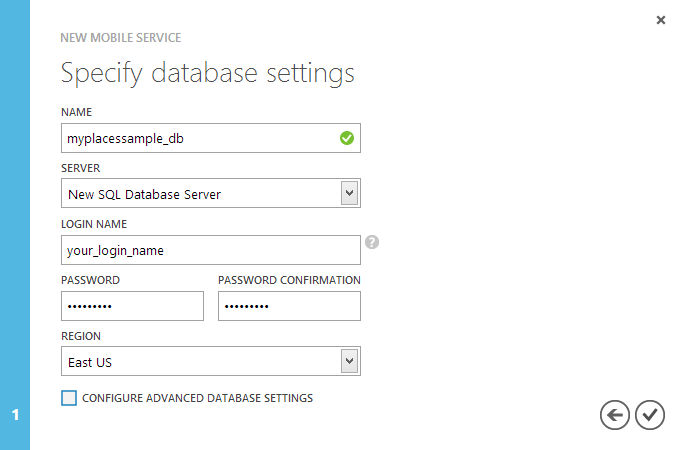 NEW MOBILE SERVICE
Specify database settings
NAME
myplacessample_db
SERVER
New SQL Database Server
LOGIN NAME
your_login_name
?
PASSWORD PASSWORD CONFIRMATION
••••••••• •••••••••
REGION
East US
CONFIGURE ADVANCED DATABASE SETTINGS
1